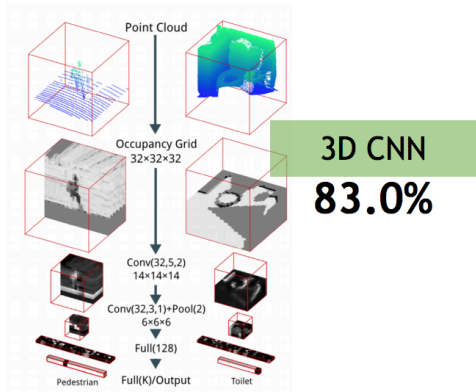 Point Cloud
Occupancy Grid
32×32×32
3D CNN
83.0%
Conv(32,5,2)
14×14×14
Conv(32,3,1)+Pool(2)
6×6×6
Full(128)
Pedestrian
Full(K)/Output
Toilet